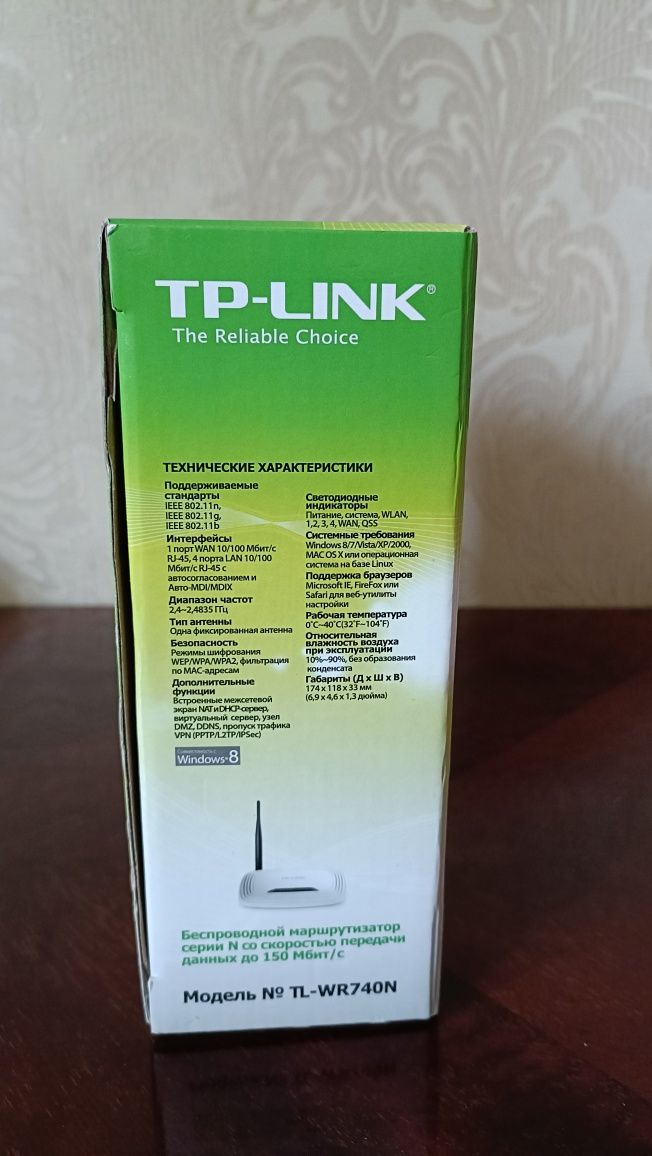 TP-LINK®
The Reliable Choice
ТЕХНИЧЕСКИЕ ХАРАКТЕРИСТИКИ
Поддерживаемые
стандарты
IEEE 802.11n,
IEEE 802.11g,
IEEE 802.11b
Интерфейсы
1 порт WAN 10/100 Мбит/с
RJ-45, 4 порта LAN 10/100
Мбит/с RJ-45 с
автосогласованием и
Авто-MDI/MDIX
Диапазон частот
2,4~2,4835 ГГц
Тип антенны
Одна фиксированная антенна
Безопасность
Режимы шифрования
WEP/WPA/WPA2, фильтрация
по MAC-адресам
Дополнительные
функции
Встроенные межсетевой
экран NAT и DHCP-сервер,
виртуальный сервер, узел
DMZ, DDNS, пропуск трафика
VPN (PPTP/L2TP/IPSec)
Совместимость с
Windows®8
Светодиодные
индикаторы
Питание, система, WLAN,
1,2, 3, 4, WAN, QSS
Системные требования
Windows 8/7/Vista/XP/2000,
MAC OS X или операционная
система на базе Linux
Поддержка браузеров
Microsoft IE, FireFox или
Safari для веб-утилиты
настройки
Рабочая температура
0˚C~40˚C(32˚F~104˚F)
Относительная
влажность воздуха
при эксплуатации
10%~90%, без образования
конденсата
Габариты (Д х Ш х В)
174 x 118 x 33 мм
(6,9 x 4,6 x 1,3 дюйма)
TP-LINK
Беспроводной маршрутизатор
серии N со скоростью передачи
данных до 150 Мбит/с
Модель № TL-WR740N